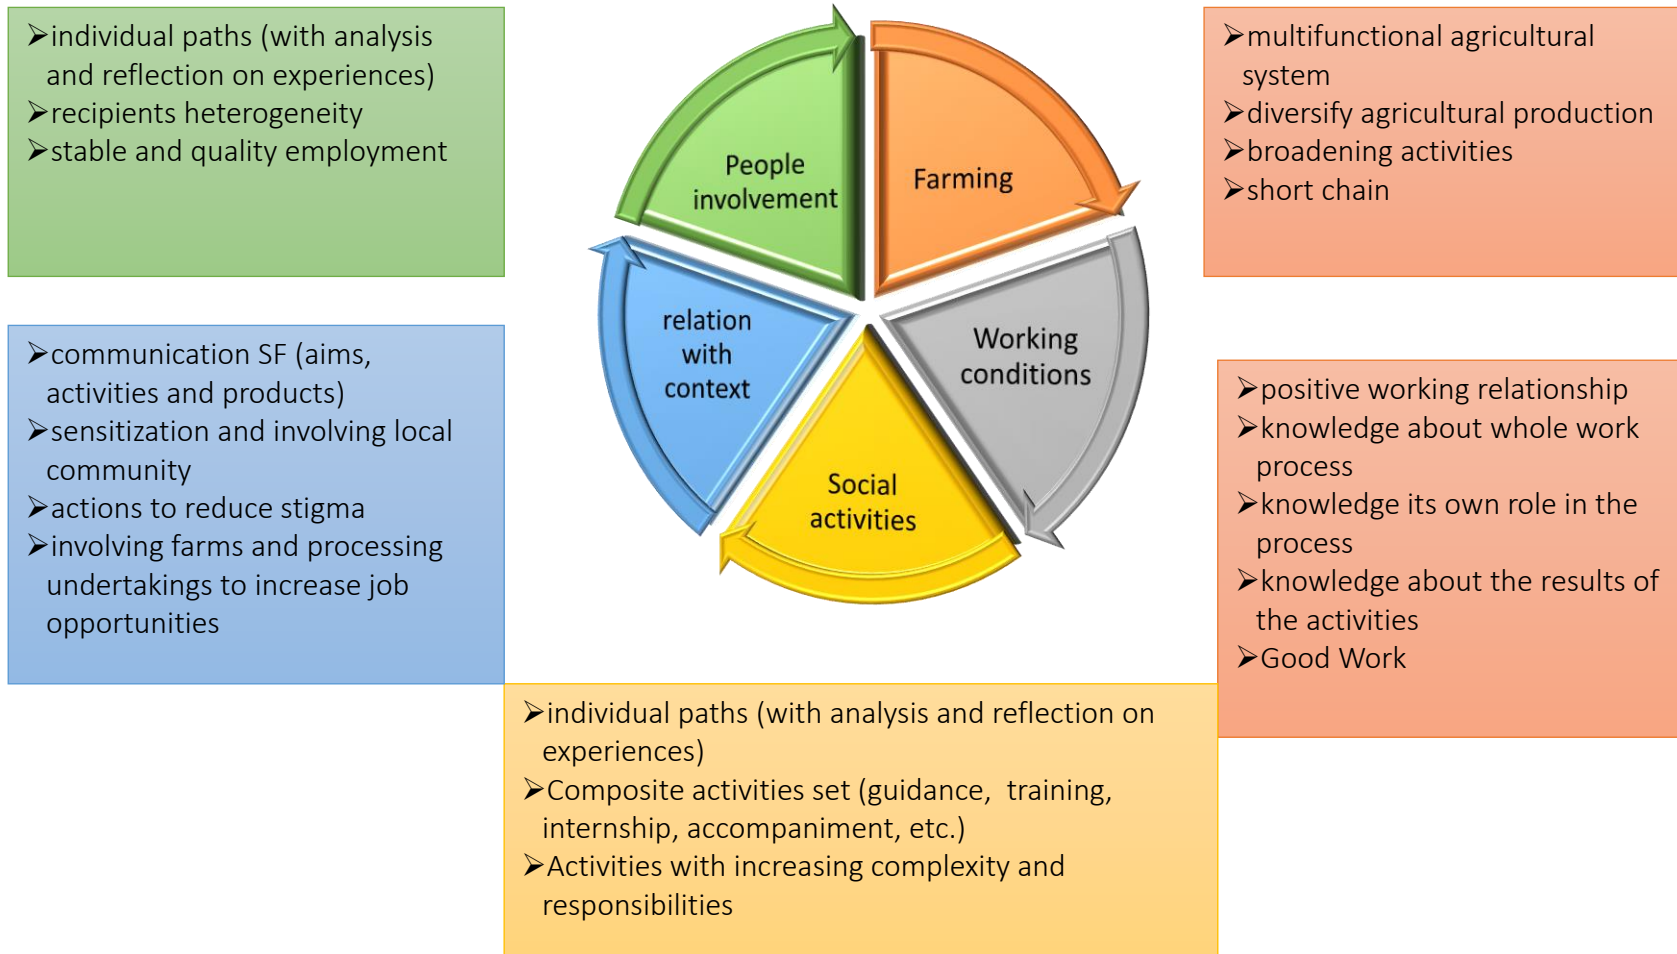 ➢individual paths (with analysis
and reflection on experiences)
➢recipients heterogeneity
➢stable and quality employment
People
involvement
Farming
➢multifunctional agricultural
system
➢diversify agricultural production
➢broadening activities
➢short chain
➢communication SF (aims,
activities and products)
➢sensitization and involving local
community
➢actions to reduce stigma
➢involving farms and processing
undertakings to increase job
opportunities
relation
with
context
Working
conditions
Social
activities
➢positive working relationship
➢knowledge about whole work
process
➢knowledge its own role in the
process
➢knowledge about the results of
the activities
➢Good Work
➢individual paths (with analysis and reflection on
experiences)
➢Composite activities set (guidance, training,
internship, accompaniment, etc.)
➢Activities with increasing complexity and
responsibilities